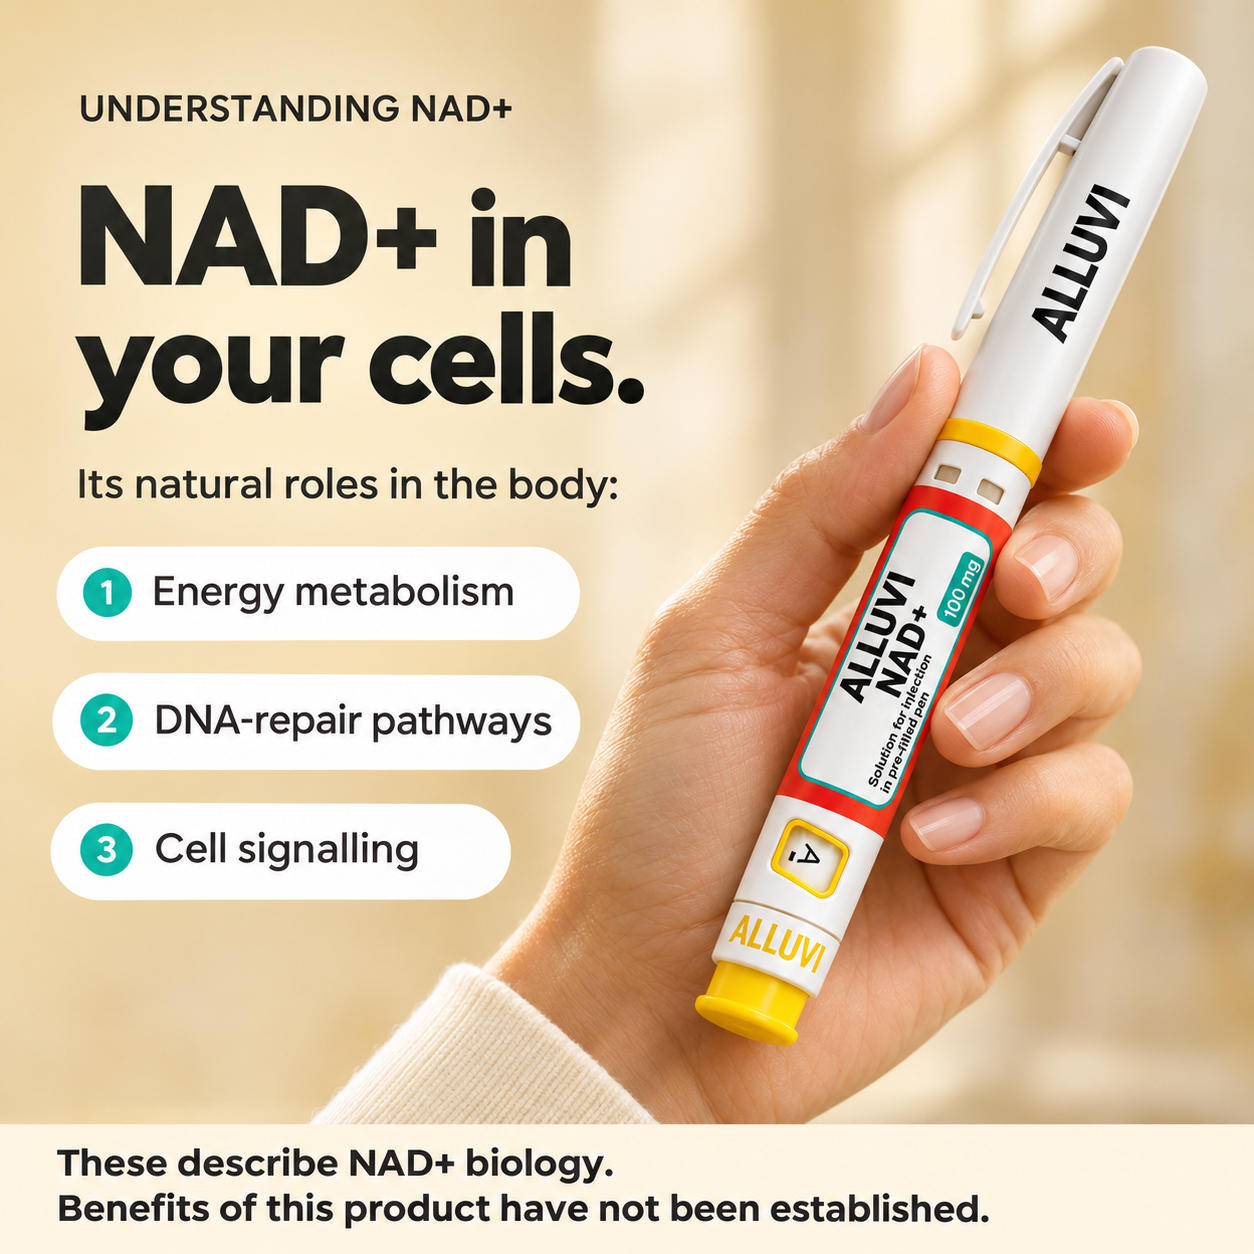 UNDERSTANDING NAD+
NAD+ in
your cells.
Its natural roles in the body:
1 Energy metabolism
2 DNA-repair pathways
3 Cell signalling
ALLUVI
ALLUVI
NAD+
100 mg
Solution for injection
in pre-filled pen
A-
ALLUVI
These describe NAD+ biology.
Benefits of this product have not been established.